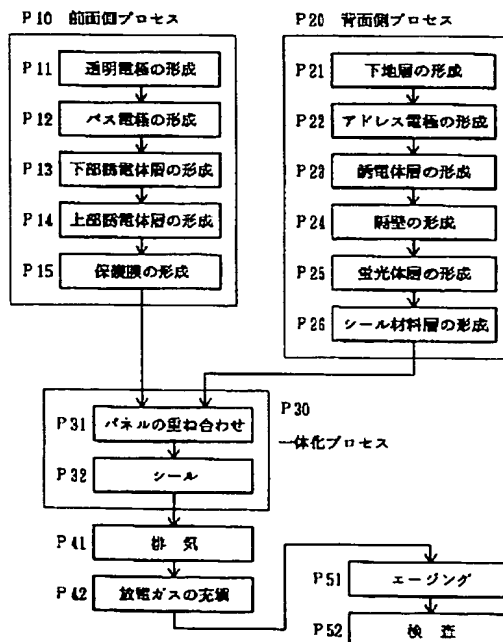 P10 前面側プロセス
P11 透明電極の形成
P12 バス電極の形成
P13 下部誘電体層の形成
P14 上部誘電体層の形成
P15 保護膜の形成
P20 背面側プロセス
P21 下地層の形成
P22 アドレス電極の形成
P23 誘電体層の形成
P24 隔壁の形成
P25 蛍光体層の形成
P26 シール材料層の形成
P30
一体化プロセス
P31 パネルの重ね合わせ
P32 シール
P41 排 気
P42 放電ガスの充填
P51 エージング
P52 検 査